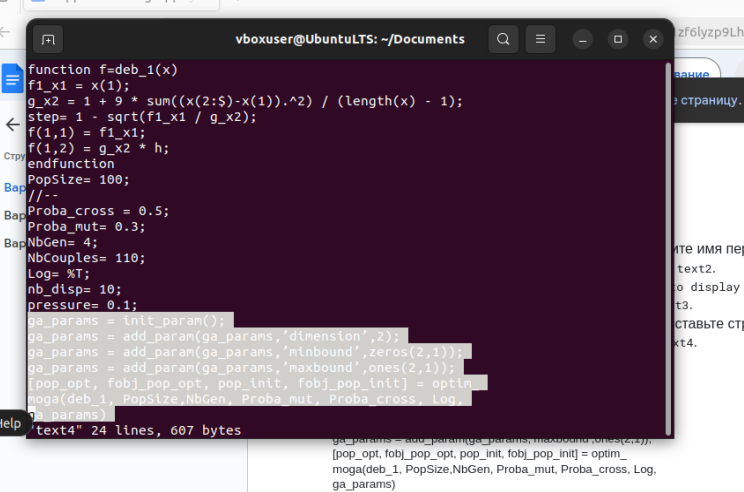 1zf6lyzp9Lh
vboxuser@UbuntuLTS: ~/Documents
вание
е страницу.
function f=deb_1(x)
f1_x1 = x(1);
g_x2 = 1 + 9 * sum((x(2:$)-x(1)).^2) / (length(x) - 1);
step= 1 - sqrt(f1_x1 / g_x2);
f(1,1) = f1_x1;
f(1,2) = g_x2 * h;
endfunction
PopSize= 100;
//--
Proba_cross = 0.5;
Proba_mut= 0.3;
NbGen= 4;
NbCouples= 110;
Log= %T;
nb_disp= 10;
pressure= 0.1;
ga_params = init_param();
ga_params = add_param(ga_params,’dimension’,2);
ga_params = add_param(ga_params,’minbound’,zeros(2,1));
ga_params = add_param(ga_params,’maxbound’,ones(2,1));
[pop_opt, fobj_pop_opt, pop_init, fobj_pop_init] = optim_
moga(deb_1, PopSize,NbGen, Proba_mut, Proba_cross, Log,
ga_params)
"text4" 24 lines, 607 bytes
Стру
Вар
Вар
Вар
Help
ите имя пер
text2.
to display
t3.
ставьте стр
xt4.
ga_params = add_param(ga_params,’maxbound’,ones(2,1));
[pop_opt, fobj_pop_opt, pop_init, fobj_pop_init] = optim_
moga(deb_1, PopSize,NbGen, Proba_mut, Proba_cross, Log,
ga_params)